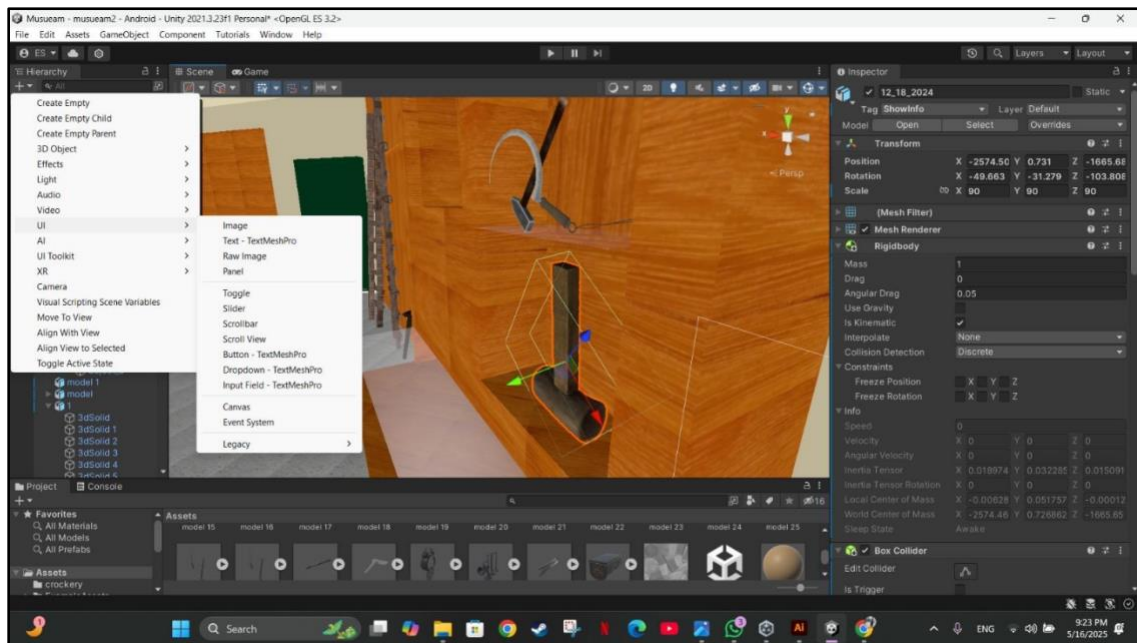 Musueam - musueam2 - Android - Unity 2021.3.23f1 Personal* <OpenGL ES 3.2>
File Edit Assets GameObject Component Tutorials Window Help
ES Layers Layout
Hierarchy Scene Game Inspector
All 2D
Create Empty
Create Empty Child
Create Empty Parent
3D Object
Effects
Light
Audio
Video
UI
AI
UI Toolkit
XR
Camera
Visual Scripting Scene Variables
Move To View
Align With View
Align View to Selected
Toggle Active State
Image
Text - TextMeshPro
Raw Image
Panel
Toggle
Slider
Scrollbar
Scroll View
Button - TextMeshPro
Dropdown - TextMeshPro
Input Field - TextMeshPro
Canvas
Event System
Legacy
model 1
model
1
3dSolid
3dSolid 1
3dSolid 2
3dSolid 3
3dSolid 4
3dSolid 5
y
x
Persp
12_18_2024 Static
Tag ShowInfo Layer Default
Model Open Select Overrides
Transform
Position X -2574.50 Y 0.731 Z -1665.68
Rotation X -49.663 Y -31.279 Z -103.808
Scale X 90 Y 90 Z 90
(Mesh Filter)
Mesh Renderer
Rigidbody
Mass 1
Drag 0
Angular Drag 0.05
Use Gravity
Is Kinematic
Interpolate None
Collision Detection Discrete
Constraints
Freeze Position X Y Z
Freeze Rotation X Y Z
Info
Speed 0
Velocity X 0 Y 0 Z 0
Angular Velocity X 0 Y 0 Z 0
Inertia Tensor X 0.018974 Y 0.032285 Z 0.015091
Inertia Tensor Rotation X 0 Y 0 Z 0
Local Center of Mass X -0.00628 Y 0.051757 Z -0.00012
World Center of Mass X -2574.46 Y 0.726862 Z -1665.65
Sleep State Awake
Box Collider
Edit Collider
Is Trigger
Project Console
16
Favorites
All Materials
All Models
All Prefabs
Assets
crockery
Assets
model 15 model 16 model 17 model 18 model 19 model 20 model 21 model 22 model 23 model 24 model 25
1 Search 3 Ai ENG 9:23 PM
5/16/2025